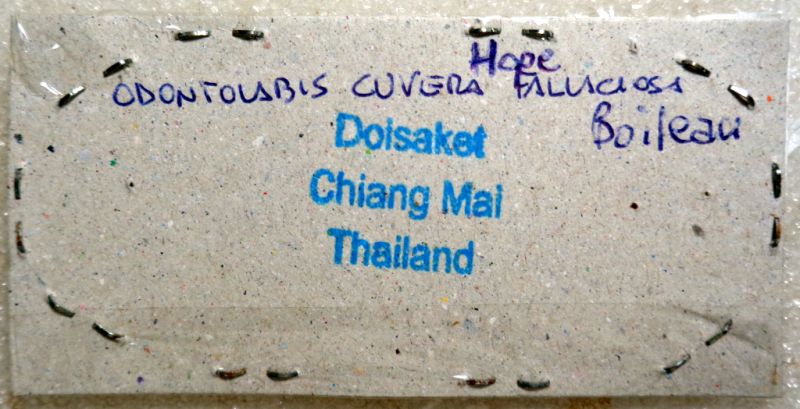 Hope
ODONTOLABIS CUVERA FALLACIOSA
Boileau
Doisaket
Chiang Mai
Thailand